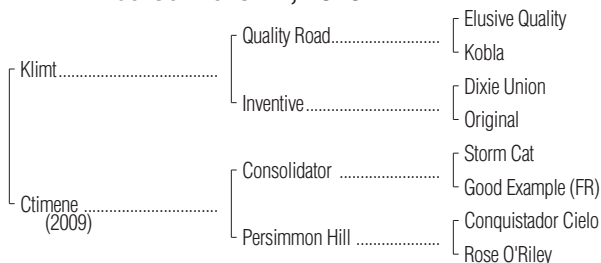 Elusive Quality
Quality Road
Kobla
Klimt
Dixie Union
Inventive
Original
Storm Cat
Consolidator
Good Example (FR)
Ctimene
(2009)
Conquistador Cielo
Persimmon Hill
Rose O'Riley